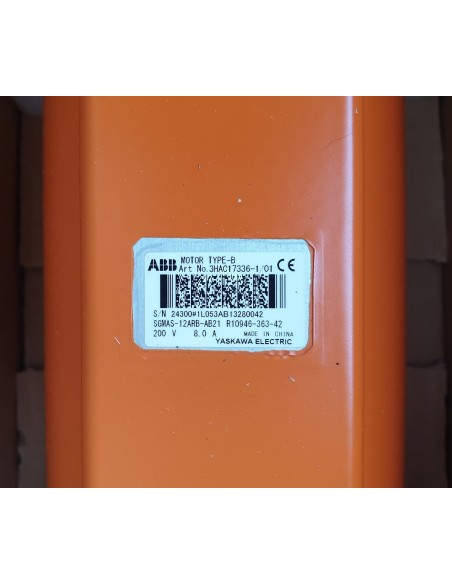 ABB MOTOR TYPE-B
Art No.3HAC17336-1/01 CE
S/N 24300#1L053AB13280042
SGMAS-12ARB-AB21 R10946-363-42
200 V 8.0 A MADE IN CHINA
YASKAWA ELECTRIC